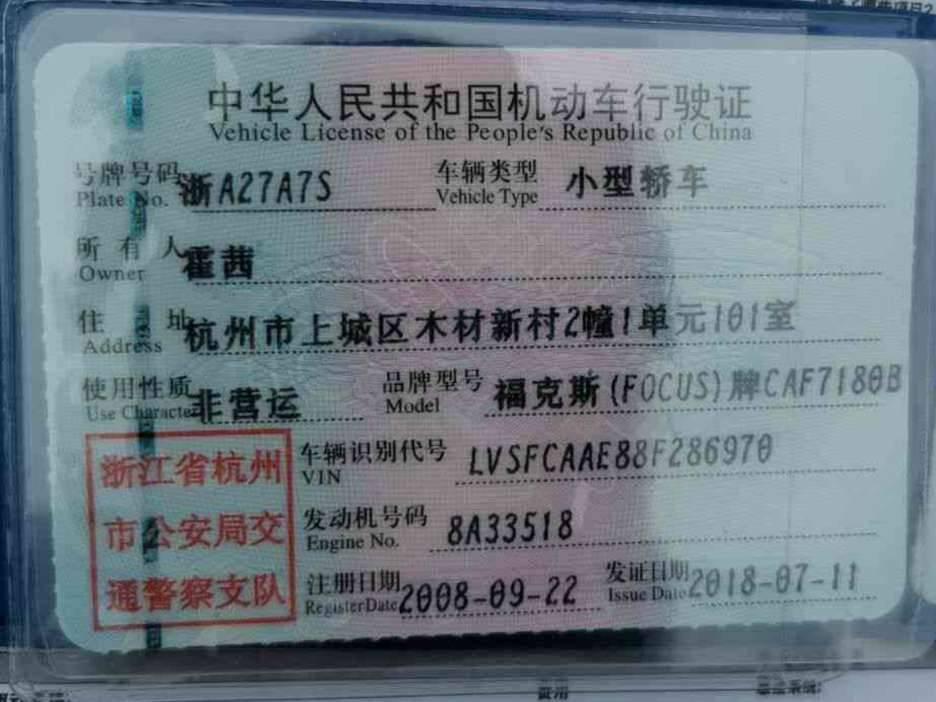 中华人民共和国机动车行驶证
Vehicle License of the People's Republic of China
号牌号码 浙A27A7S 车辆类型 小型轿车
Plate No. Vehicle Type
所有人 霍茜
Owner
住址 杭州市上城区木材新村2幢1单元101室
Address
使用性质 非营运 品牌型号 福克斯(FOCUS)牌CAF7180B
Use Character Model
浙江省杭州
市公安局交
通警察支队
车辆识别代号 LVSFCAAE88F286970
VIN
发动机号码 8A33518
Engine No.
注册日期 2008-09-22 发证日期 2018-07-11
Register Date Issue Date
费用